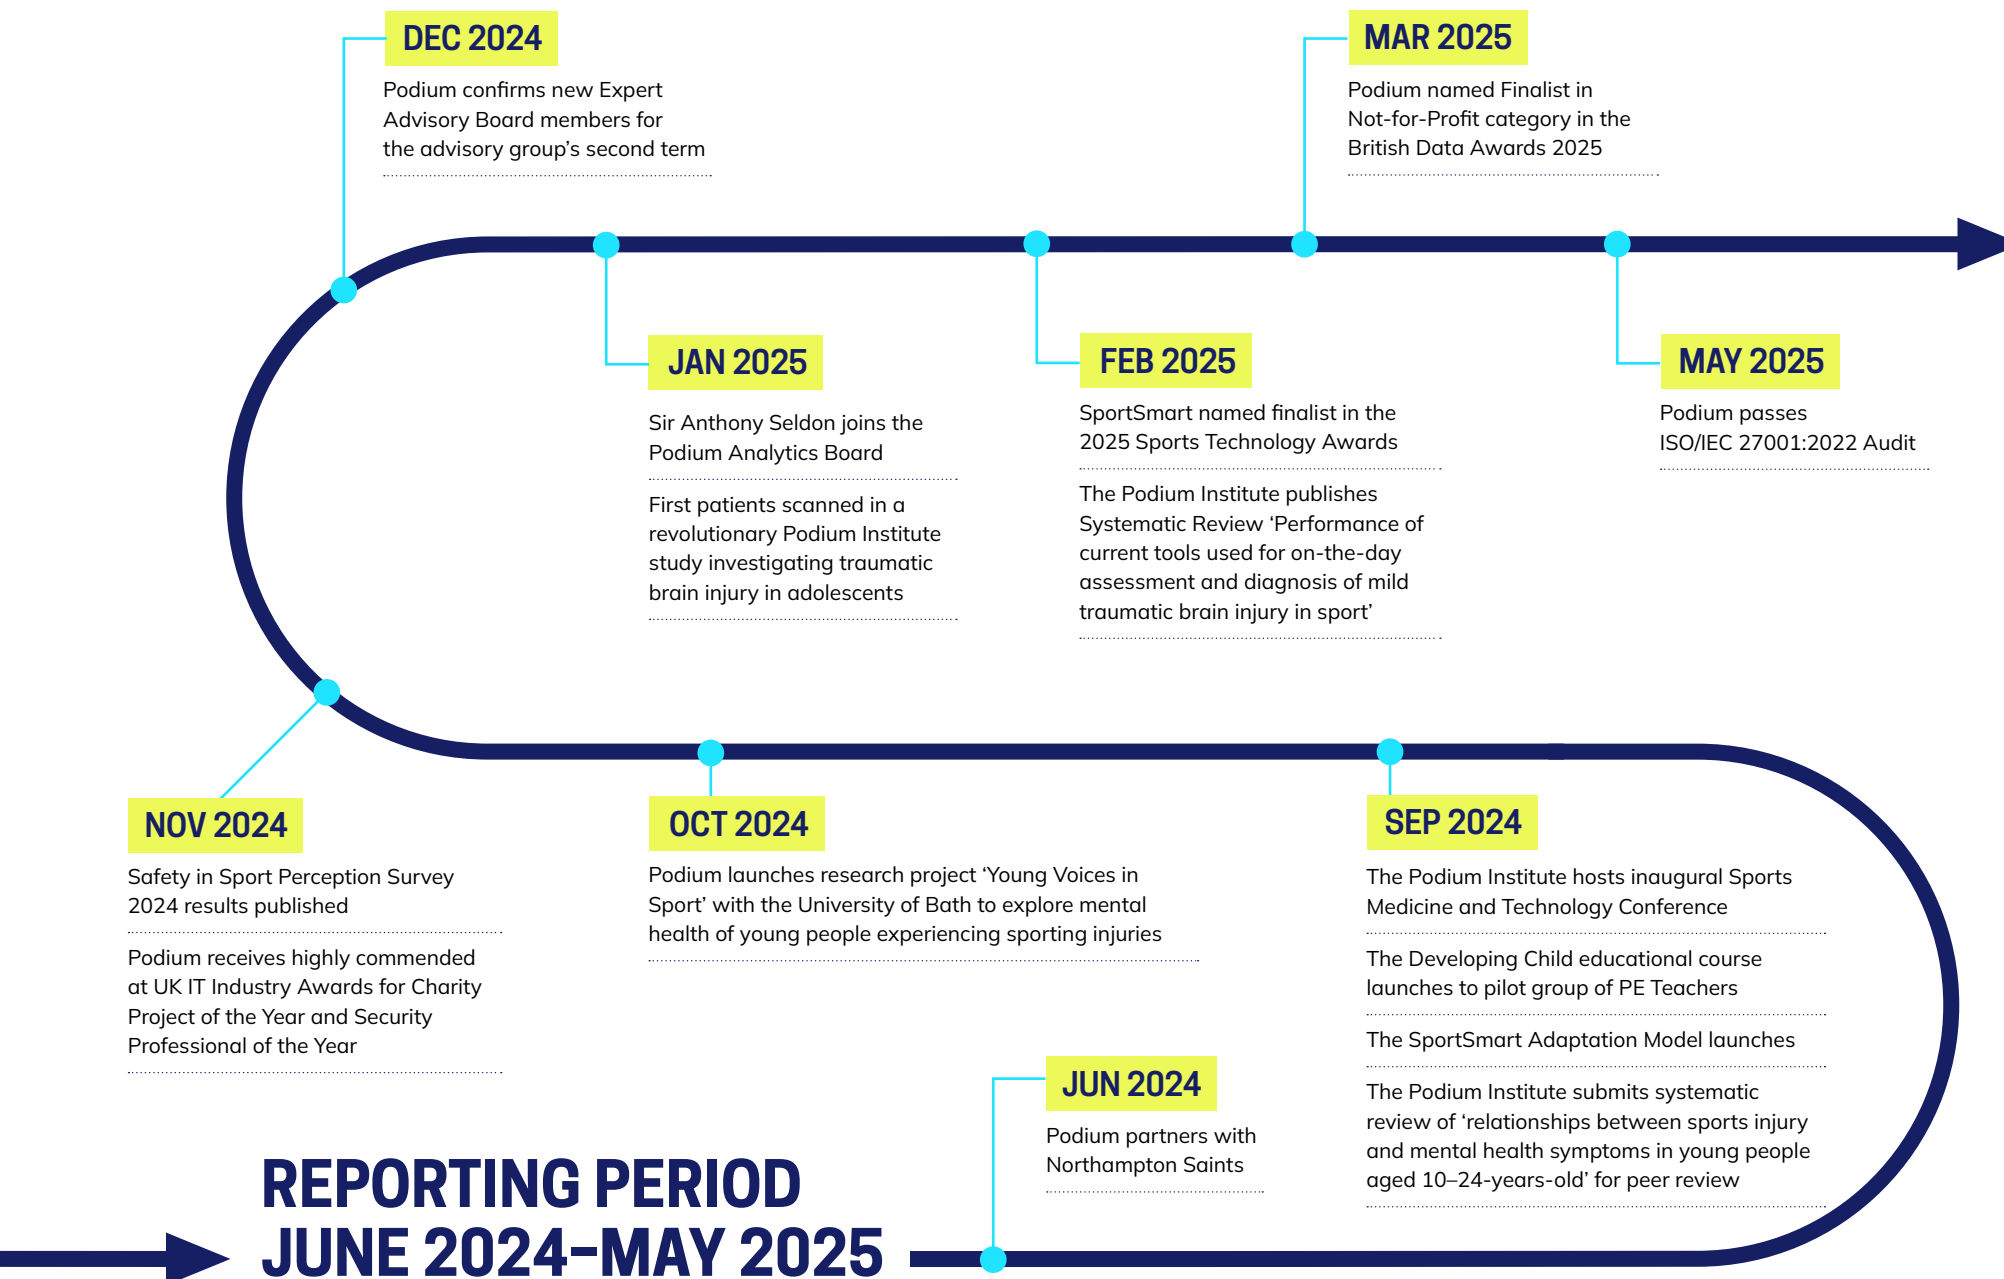 DEC 2024
Podium confirms new Expert
Advisory Board members for
the advisory group’s second term
MAR 2025
Podium named Finalist in
Not-for-Profit category in the
British Data Awards 2025
JAN 2025
Sir Anthony Seldon joins the
Podium Analytics Board
First patients scanned in a
revolutionary Podium Institute
study investigating traumatic
brain injury in adolescents
FEB 2025
SportSmart named finalist in the
2025 Sports Technology Awards
The Podium Institute publishes
Systematic Review ‘Performance of
current tools used for on-the-day
assessment and diagnosis of mild
traumatic brain injury in sport’
MAY 2025
Podium passes
ISO/IEC 27001:2022 Audit
NOV 2024
Safety in Sport Perception Survey
2024 results published
Podium receives highly commended
at UK IT Industry Awards for Charity
Project of the Year and Security
Professional of the Year
OCT 2024
Podium launches research project ‘Young Voices in
Sport’ with the University of Bath to explore mental
health of young people experiencing sporting injuries
SEP 2024
The Podium Institute hosts inaugural Sports
Medicine and Technology Conference
The Developing Child educational course
launches to pilot group of PE Teachers
The SportSmart Adaptation Model launches
The Podium Institute submits systematic
review of ‘relationships between sports injury
and mental health symptoms in young people
aged 10–24-years-old’ for peer review
JUN 2024
Podium partners with
Northampton Saints
REPORTING PERIOD
JUNE 2024–MAY 2025